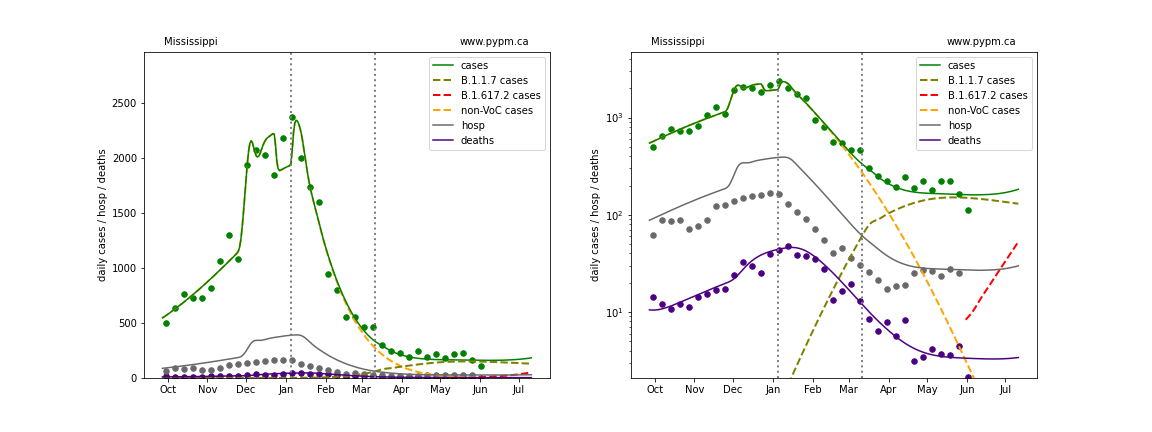 Mississippi www.pypm.ca
cases
B.1.1.7 cases
B.1.617.2 cases
non-VoC cases
hosp
deaths
daily cases / hosp / deaths
2500
2000
1500
1000
500
0
Oct Nov Dec Jan Feb Mar Apr May Jun Jul
Mississippi www.pypm.ca
cases
B.1.1.7 cases
B.1.617.2 cases
non-VoC cases
hosp
deaths
daily cases / hosp / deaths
10³
10²
10¹
Oct Nov Dec Jan Feb Mar Apr May Jun Jul